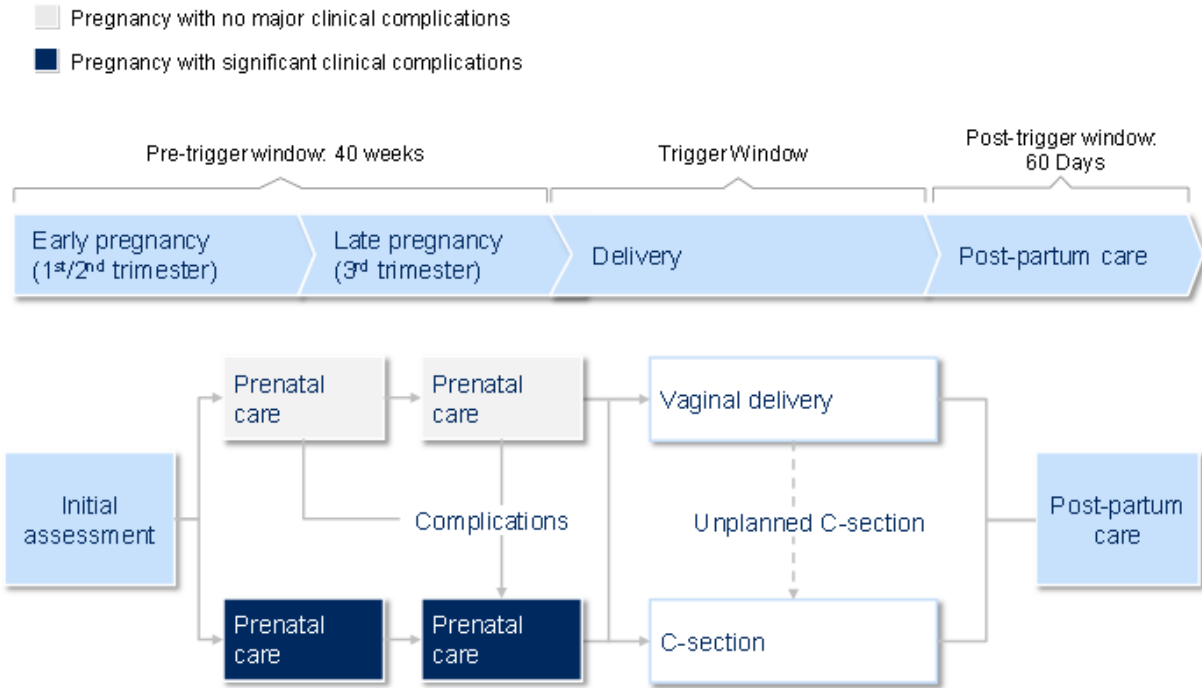 Pregnancy with no major clinical complications
Pregnancy with significant clinical complications
Pre-trigger window: 40 weeks
Trigger Window
Post-trigger window:
60 Days
Early pregnancy
(1st/2nd trimester)
Late pregnancy
(3rd trimester)
Delivery
Post-partum care
Prenatal
care
Prenatal
care
Vaginal delivery
Initial
assessment
Complications
Unplanned C-section
Post-partum
care
Prenatal
care
Prenatal
care
C-section